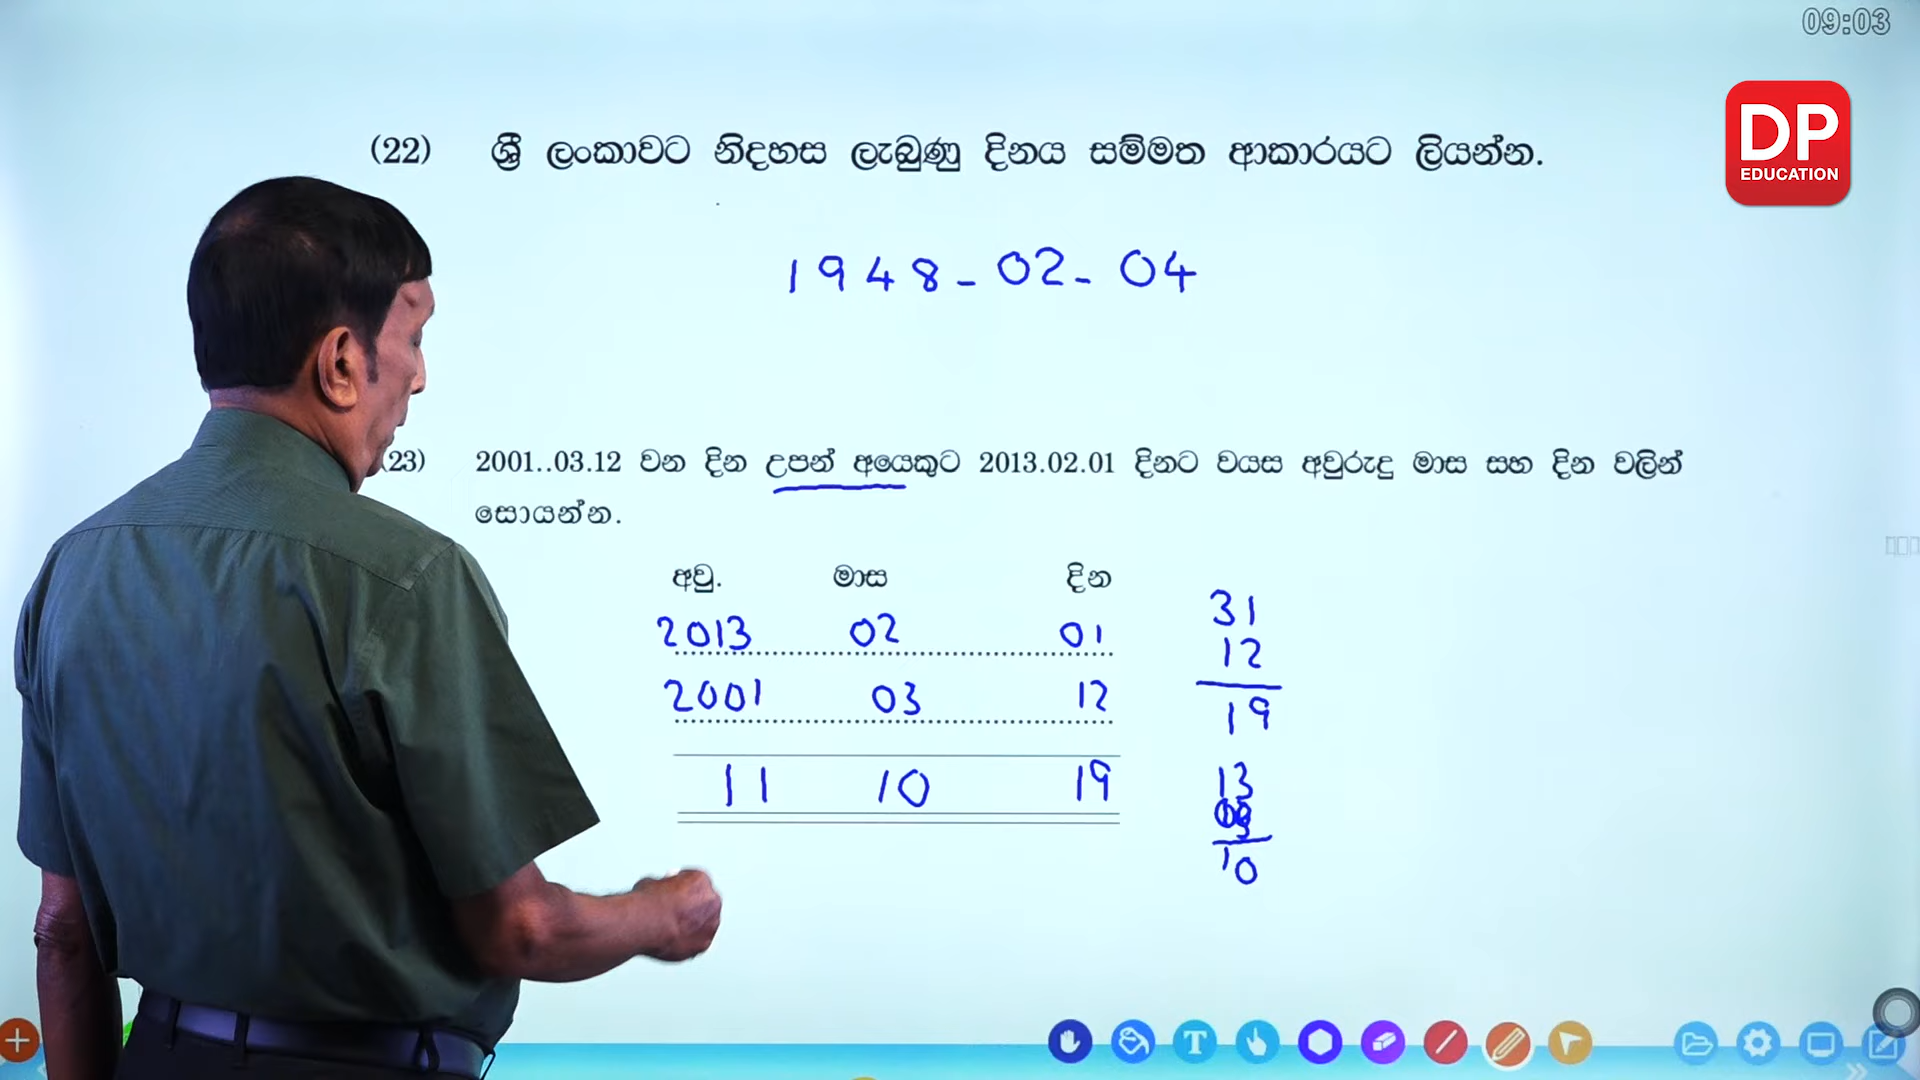 09:03
DP
EDUCATION
(22) ශ්‍රී ලංකාවට නිදහස ලැබුණු දිනය සම්මත ආකාරයට ලියන්න.
1948-02-04
(23) 2001..03.12 වන දින උපන් අයෙකුට 2013.02.01 දිනට වයස අවුරුදු මාස සහ දින වලින්
සොයන්න.
අවු. මාස දින
2013 02 01
2001 03 12
11 10 19
31
12
19
13
10
T